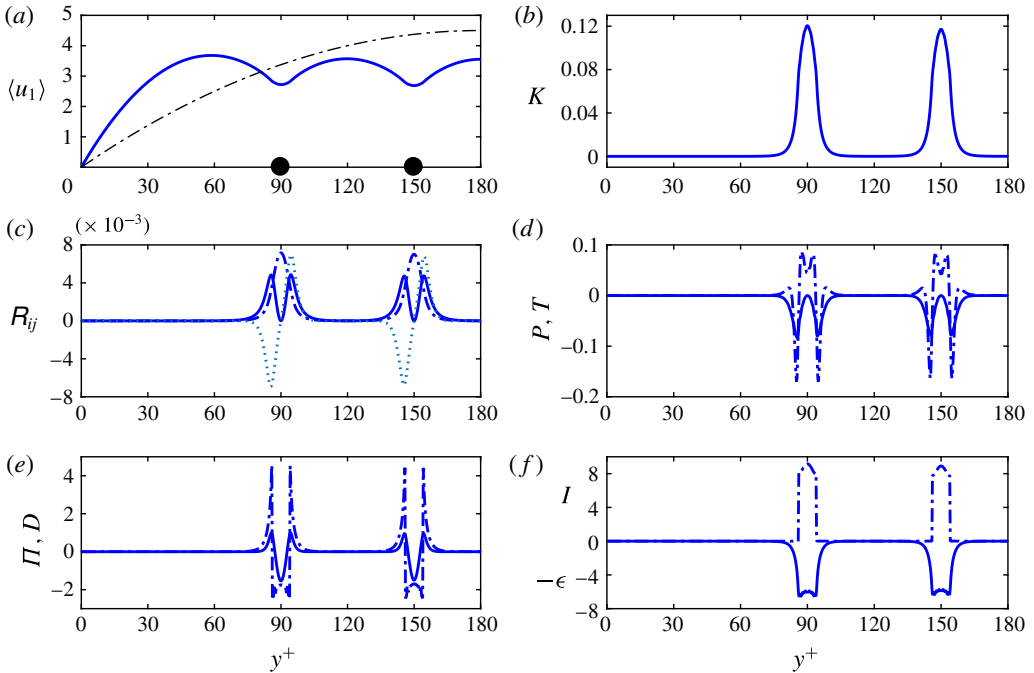 (a)
5
4
3
2
1
⟨u1⟩
0 30 60 90 120 150 180
(b)
0.12
0.08
0.04
0
K
0 30 60 90 120 150 180
(c)
(× 10−3)
8
4
0
−4
−8
Rij
0 30 60 90 120 150 180
(d)
0.1
0
−0.1
−0.2
P, T
0 30 60 90 120 150 180
(e)
4
2
0
−2
Π, D
0 30 60 90 120 150 180
y+
(f)
8
4
0
−4
−8
I
−ϵ
0 30 60 90 120 150 180
y+